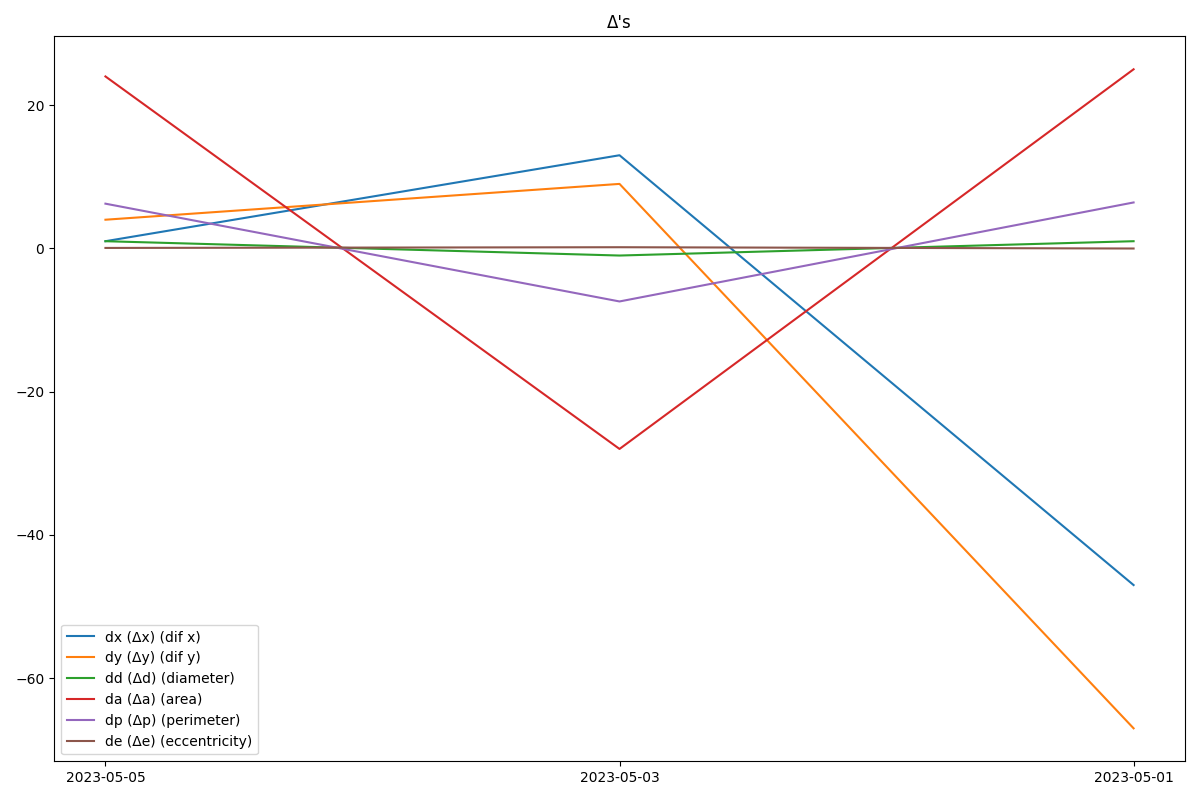 Δ's
20
0
−20
−40
−60
dx (Δx) (dif x)
dy (Δy) (dif y)
dd (Δd) (diameter)
da (Δa) (area)
dp (Δp) (perimeter)
de (Δe) (eccentricity)
2023-05-05 2023-05-03 2023-05-01